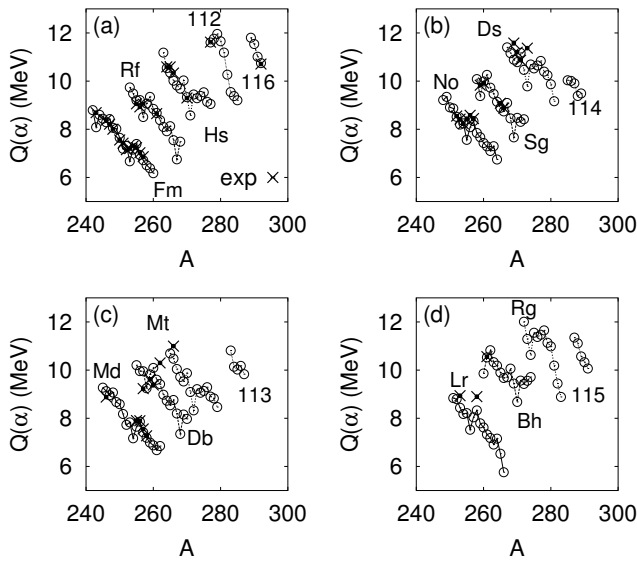 (a)
112
Rf
116
Hs
Fm
exp
12
10
8
6
Q(α) (MeV)
240
260
280
300
A
(b)
Ds
No
114
Sg
12
10
8
6
Q(α) (MeV)
240
260
280
300
A
(c)
Mt
Md
113
Db
12
10
8
6
Q(α) (MeV)
240
260
280
300
A
(d)
Rg
Lr
115
Bh
12
10
8
6
Q(α) (MeV)
240
260
280
300
A